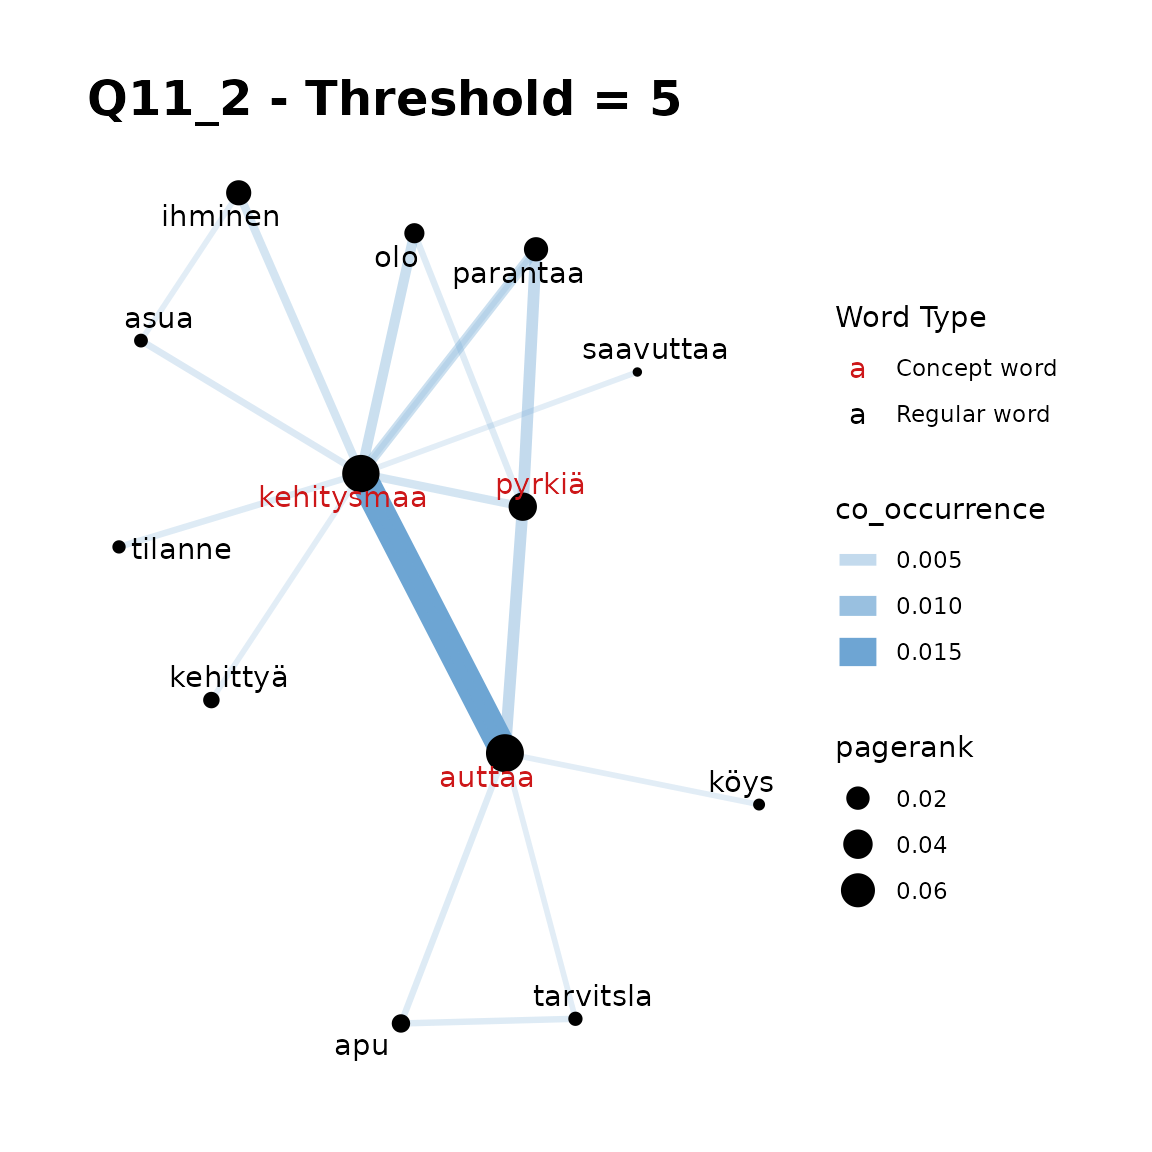 Q11_2 - Threshold = 5
ihminen
olo
parantaa
asua
saavuttaa
kehitysmaa
pyrkiä
tilanne
kehittyä
auttaa
köys
tarvitsla
apu
Word Type
a Concept word
a Regular word
co_occurrence
0.005
0.010
0.015
pagerank
0.02
0.04
0.06